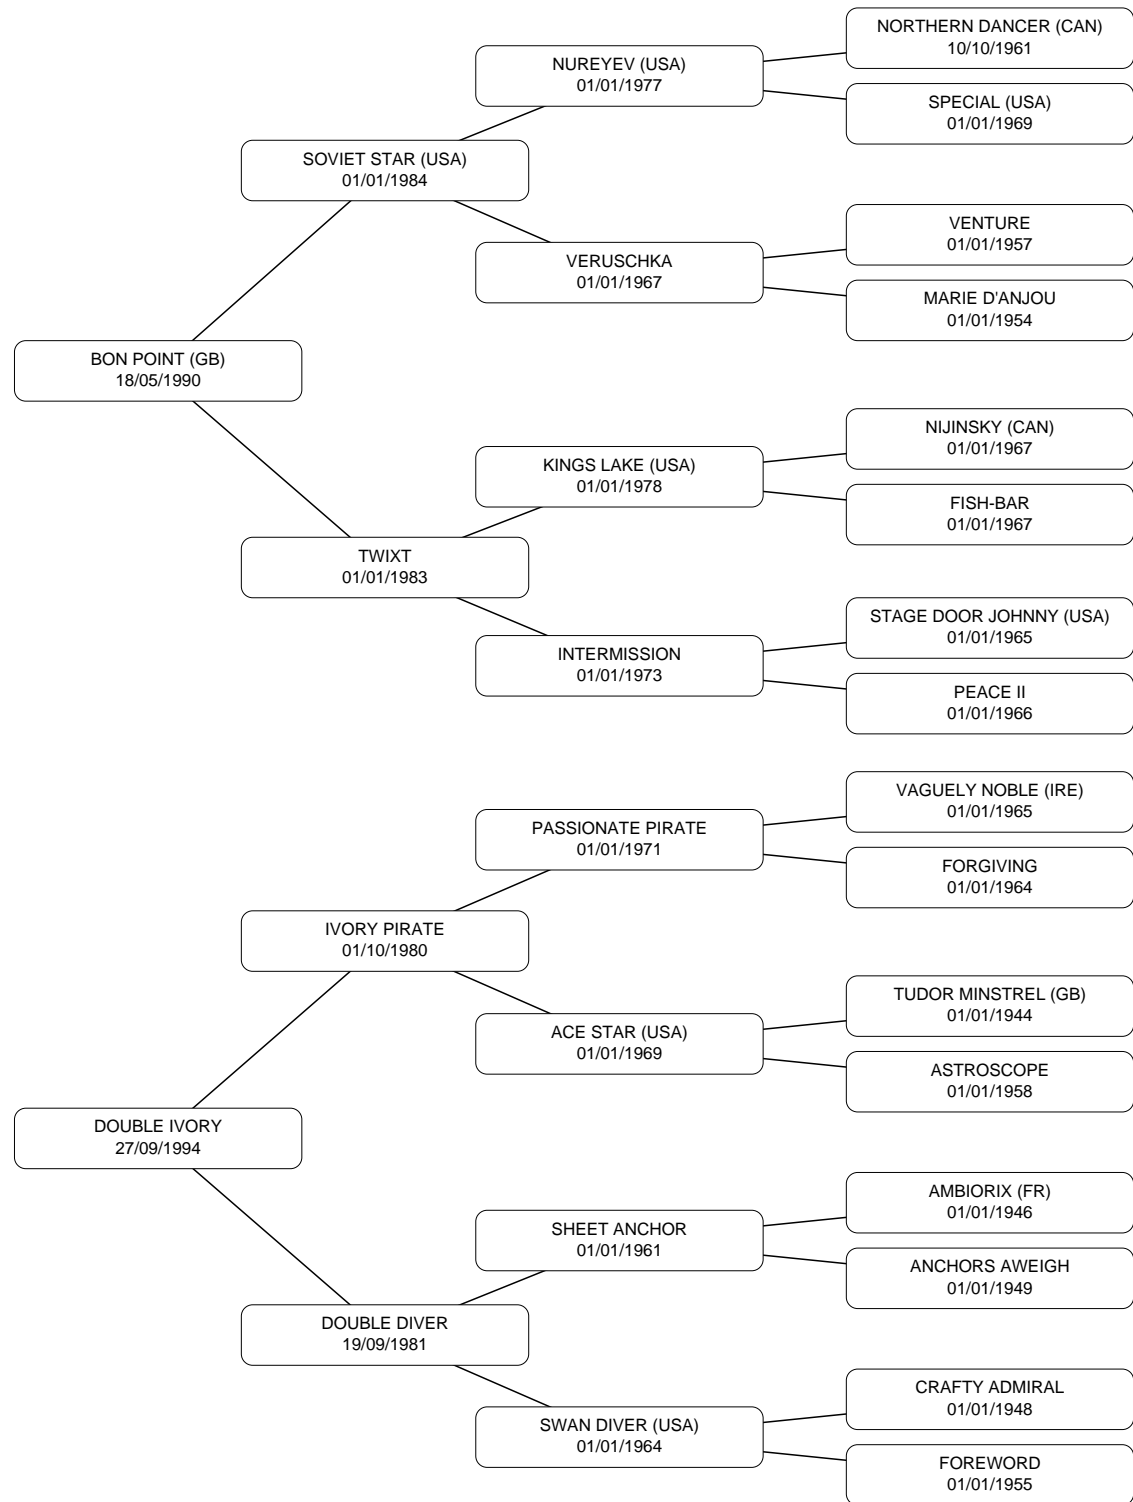 NORTHERN DANCER (CAN)
10/10/1961
NUREYEV (USA)
01/01/1977
SPECIAL (USA)
01/01/1969
SOVIET STAR (USA)
01/01/1984
VENTURE
01/01/1957
VERUSCHKA
01/01/1967
MARIE D'ANJOU
01/01/1954
BON POINT (GB)
18/05/1990
NIJINSKY (CAN)
01/01/1967
KINGS LAKE (USA)
01/01/1978
FISH-BAR
01/01/1967
TWIXT
01/01/1983
STAGE DOOR JOHNNY (USA)
01/01/1965
INTERMISSION
01/01/1973
PEACE II
01/01/1966
VAGUELY NOBLE (IRE)
01/01/1965
PASSIONATE PIRATE
01/01/1971
FORGIVING
01/01/1964
IVORY PIRATE
01/10/1980
TUDOR MINSTREL (GB)
01/01/1944
ACE STAR (USA)
01/01/1969
ASTROSCOPE
01/01/1958
DOUBLE IVORY
27/09/1994
AMBIORIX (FR)
01/01/1946
SHEET ANCHOR
01/01/1961
ANCHORS AWEIGH
01/01/1949
DOUBLE DIVER
19/09/1981
CRAFTY ADMIRAL
01/01/1948
SWAN DIVER (USA)
01/01/1964
FOREWORD
01/01/1955